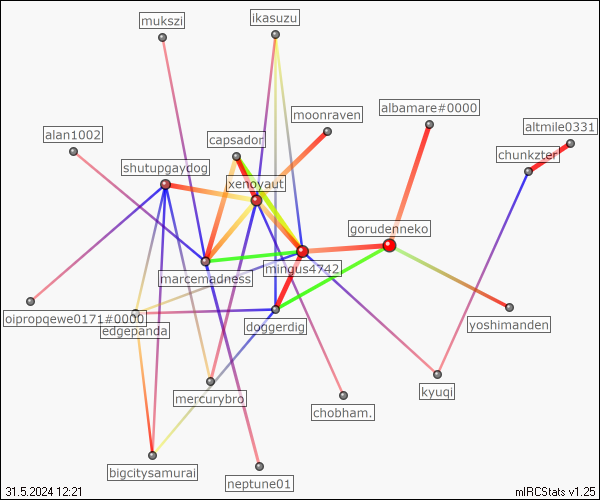 mukszi
ikasuzu
moonraven
albamare#0000
altmile0331
alan1002
capsador
chunkzter
shutupgaydog
xenoyaut
gorudenneko
marcemadness
mingus4742
oipropqewe0171#0000
edgepanda
doggerdig
yoshimanden
mercurybro
chobham.
kyuqi
bigcitysamurai
neptune01
31.5.2024 12:21
mIRCStats v1.25